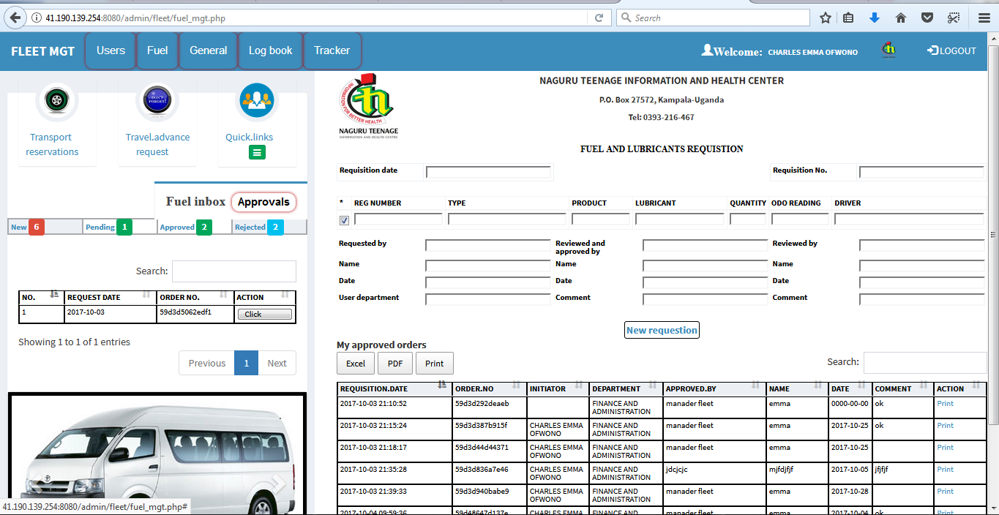 41.190.139.254:8080/admin/fleet/fuel_mgt.php
Search
FLEET MGT
Users
Fuel
General
Log book
Tracker
Welcome: CHARLES EMMA OFWONO
LOGOUT
DON'T FORGET!
Transport reservations
Travel.advance request
Quick.links
Fuel inbox Approvals
New 6
Pending 1
Approved 2
Rejected 2
Search:
NO. REQUEST DATE ORDER NO. ACTION
1 2017-10-03 59d3d5062edf1 Click
Showing 1 to 1 of 1 entries
Previous 1 Next
41.190.139.254:8080/admin/fleet/fuel_mgt.php#
INFORMATION FOR BETTER HEALTH
NAGURU TEENAGE
INFORMATION AND HEALTH CENTRE
NAGURU TEENAGE INFORMATION AND HEALTH CENTER
P.O. Box 27572, Kampala-Uganda
Tel: 0393-216-467
FUEL AND LUBRICANTS REQUISTION
Requisition date
Requisition No.
* REG NUMBER TYPE PRODUCT LUBRICANT QUANTITY ODO READING DRIVER
Requested by Reviewed and approved by Reviewed by
Name Name Name
Date Date Date
User department Comment Comment
New requestion
My approved orders
Excel PDF Print
Search:
REQUISITION.DATE ORDER.NO INITIATOR DEPARTMENT APPROVED.BY NAME DATE COMMENT ACTION
2017-10-03 21:10:52 59d3d292deaeb FINANCE AND ADMINISTRATION manader fleet emma 0000-00-00 ok Print
2017-10-03 21:15:24 59d3d387b915f CHARLES EMMA OFWONO FINANCE AND ADMINISTRATION manader fleet emma 2017-10-25 ok Print
2017-10-03 21:18:17 59d3d44d44371 CHARLES EMMA OFWONO FINANCE AND ADMINISTRATION manader fleet emma 2017-10-25 Print
2017-10-03 21:35:28 59d3d836a7e46 CHARLES EMMA OFWONO FINANCE AND ADMINISTRATION jdcjcjc mjfdjfjf 2017-10-05 jfjfjf Print
2017-10-03 21:39:33 59d3d940babe9 CHARLES EMMA OFWONO FINANCE AND ADMINISTRATION manader fleet emma 2017-10-28 Print
2017-10-04 09:59:36 59d48647d137e CHARLES EMMA FINANCE AND manader fleet emma 2017-10-04 ok Print